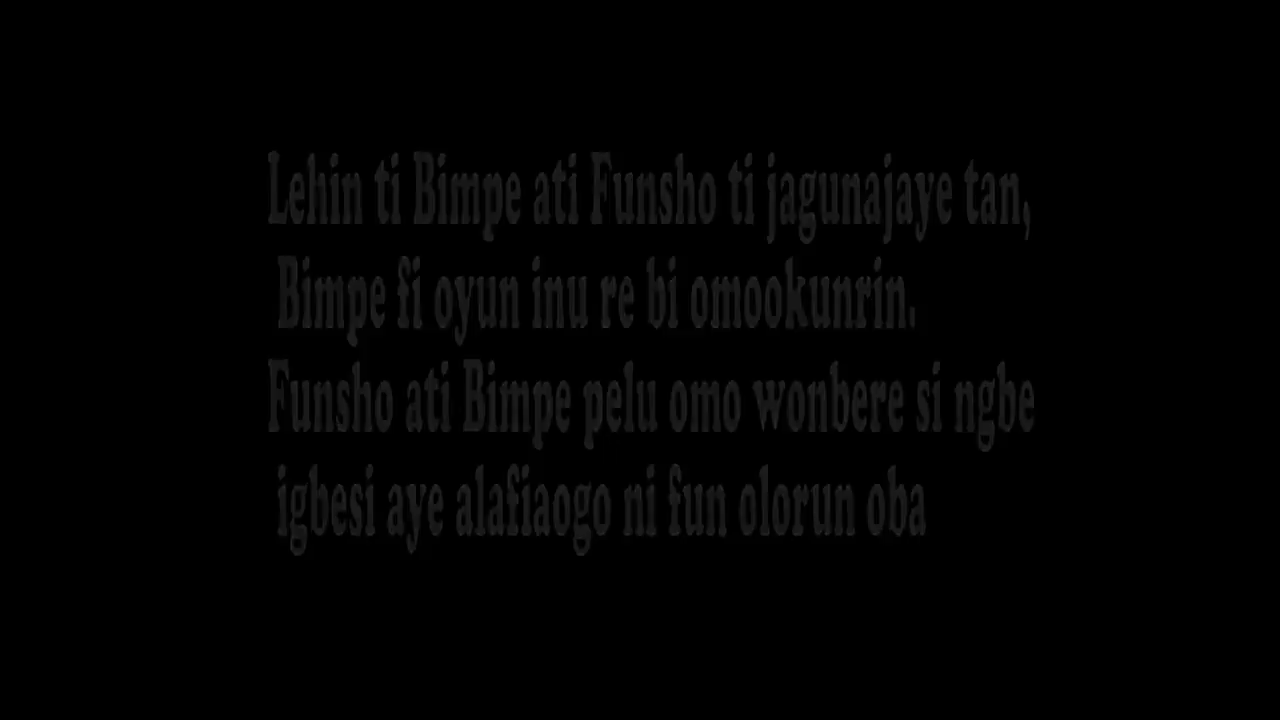 Lehin ti Bimpe ati Funsho ti jagunajaye tan,
Bimpe fi oyun inu re bi omookunrin.
Funsho ati Bimpe pelu omo wonbere si ngbe
igbesi aye alafiaogo ni fun olorun oba